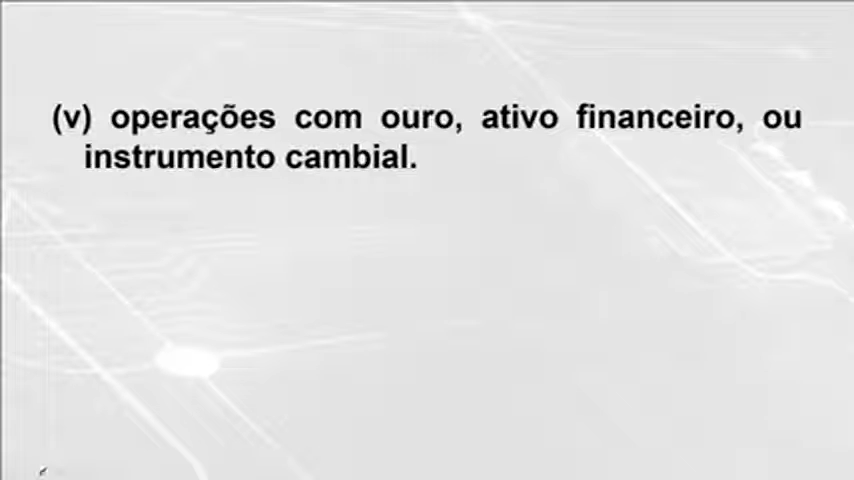 (v) operações com ouro, ativo financeiro, ou
instrumento cambial.